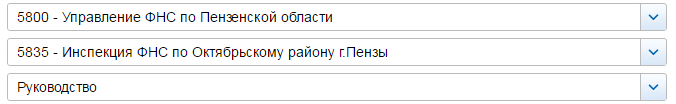 5800 - Управление ФНС по Пензенской области
5835 - Инспекция ФНС по Октябрьскому району г.Пензы
Руководство